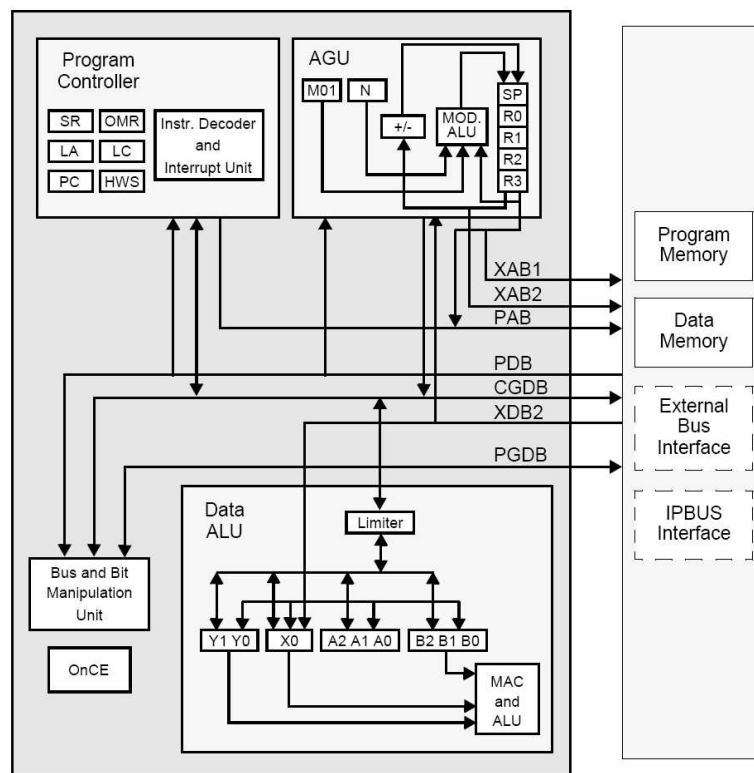 Program
Controller
SR
OMR
LA
LC
PC
HWS
Instr. Decoder
and
Interrupt Unit
AGU
M01
N
+/-
MOD.
ALU
SP
R0
R1
R2
R3
Program
Memory
Data
Memory
External
Bus
Interface
IPBUS
Interface
XAB1
XAB2
PAB
PDB
CGDB
XDB2
PGDB
Data
ALU
Limiter
Y1 Y0
X0
A2 A1 A0
B2 B1 B0
MAC
and
ALU
Bus and Bit
Manipulation
Unit
OnCE